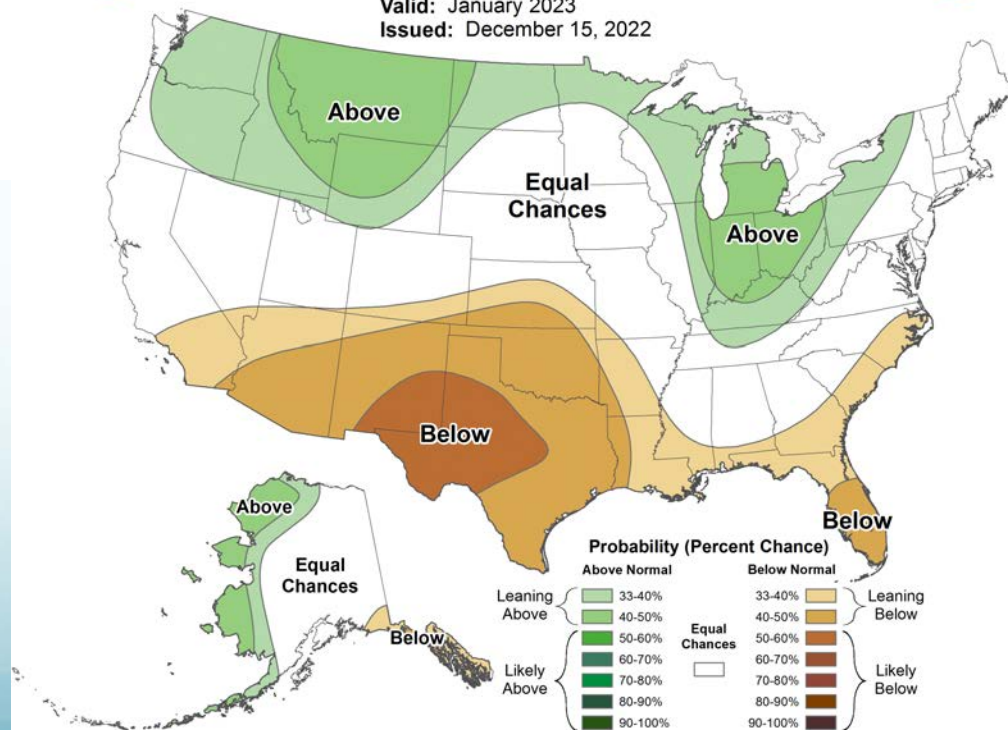 Valid: January 2023
Issued: December 15, 2022
Above
Equal
Chances
Above
Below
Above
Equal
Chances
Below
Below
Probability (Percent Chance)
Above Normal
Below Normal
Leaning
Above
33-40%
40-50%
50-60%
60-70%
70-80%
80-90%
90-100%
Likely
Above
Equal
Chances
33-40%
40-50%
50-60%
60-70%
70-80%
80-90%
90-100%
Leaning
Below
Likely
Below